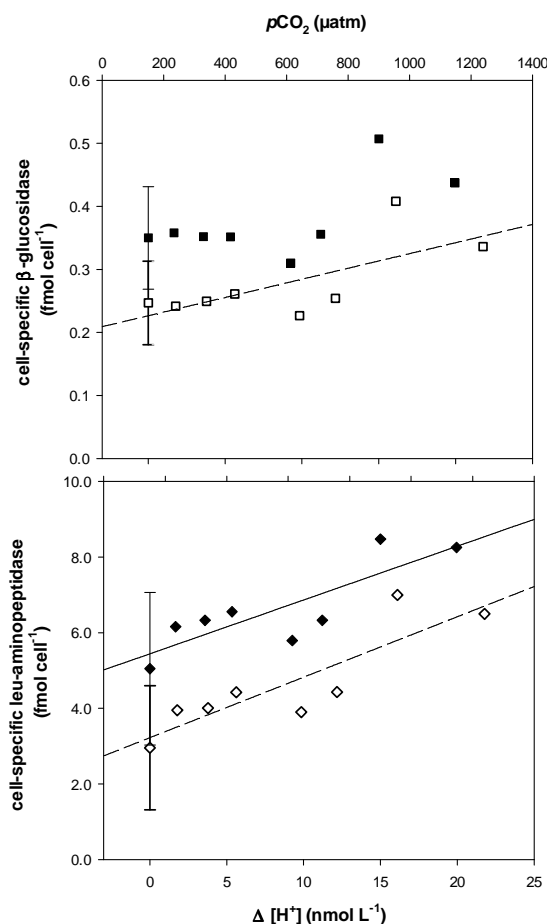 pCO₂ (µatm)
0 200 400 600 800 1000 1200 1400
cell-specific β-glucosidase
(fmol cell⁻¹)
0.6
0.5
0.4
0.3
0.2
0.1
0.0
cell-specific leu-aminopeptidase
(fmol cell⁻¹)
10.0
8.0
6.0
4.0
2.0
0.0
0 5 10 15 20 25
Δ [H⁺] (nmol L⁻¹)